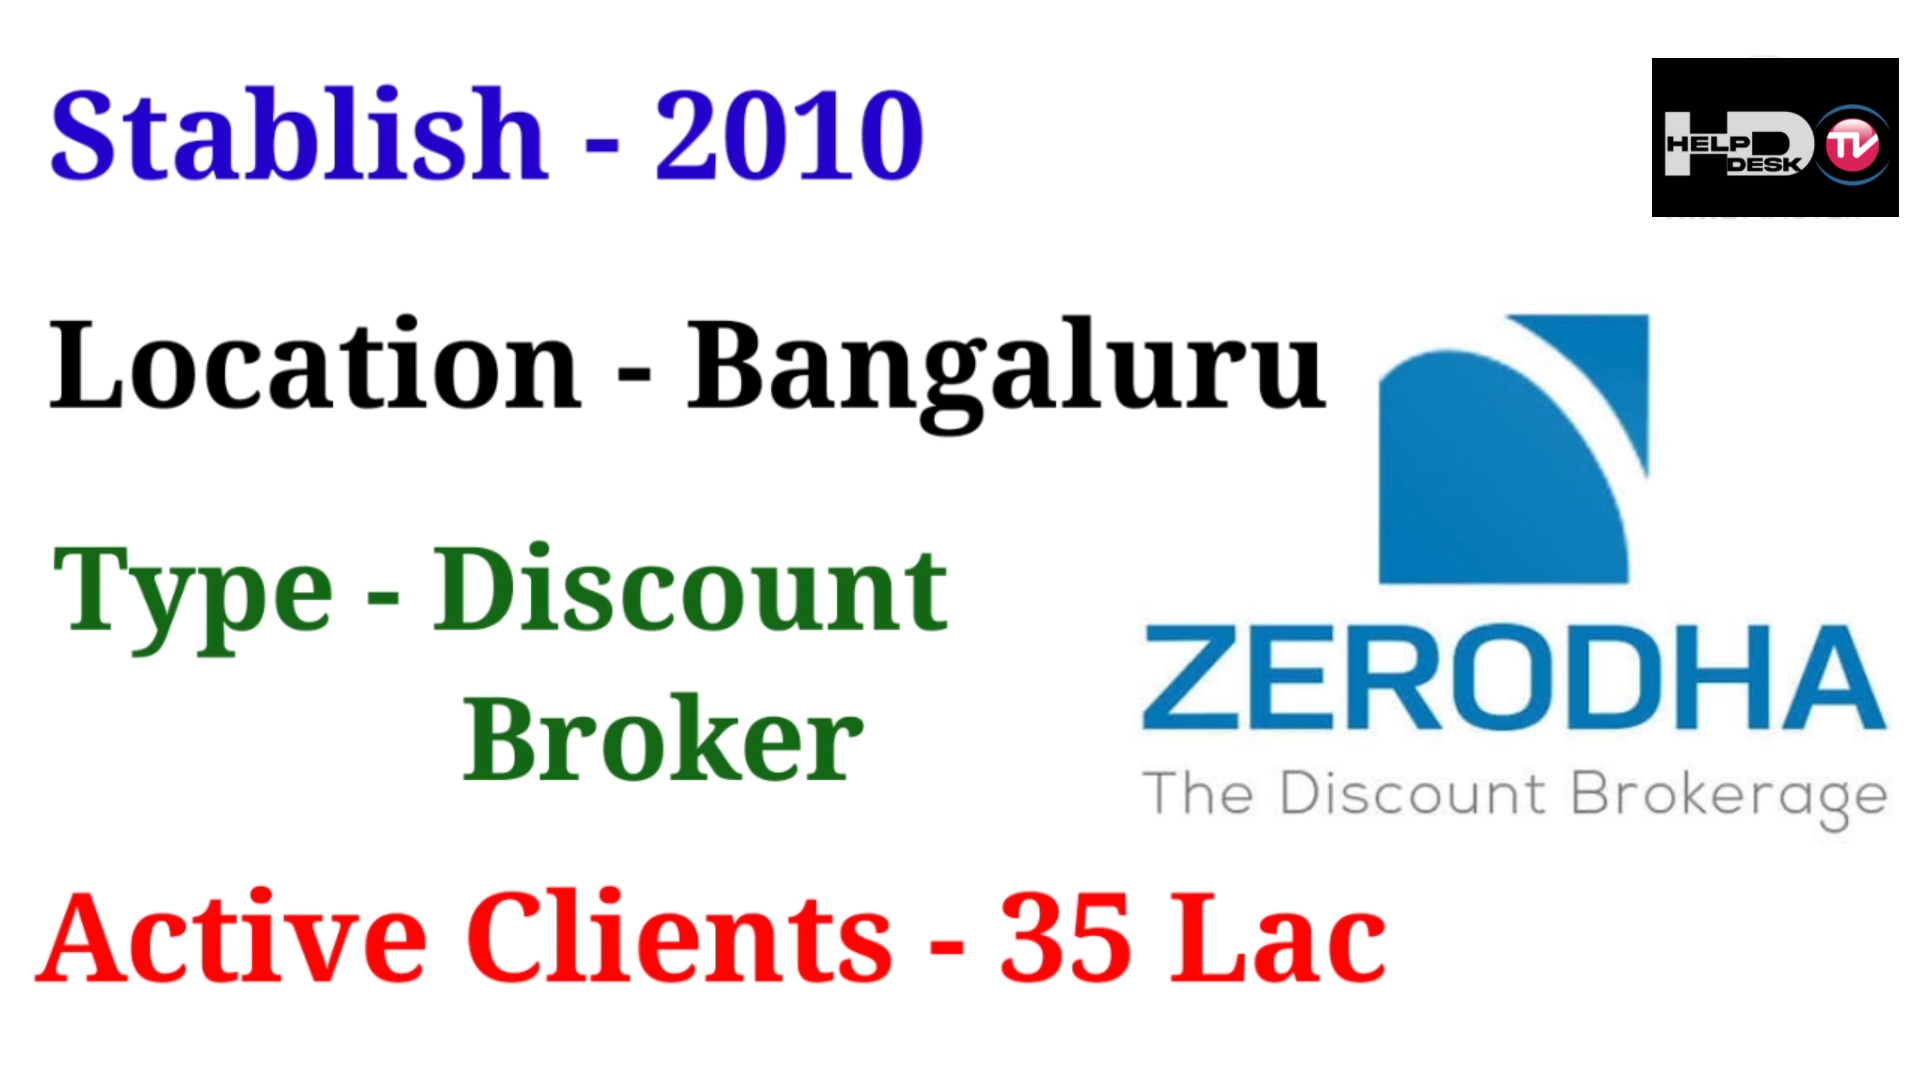 Stablish - 2010
HELP DESK TV
Location - Bangaluru
Type - Discount
Broker
ZERODHA
The Discount Brokerage
Active Clients - 35 Lac